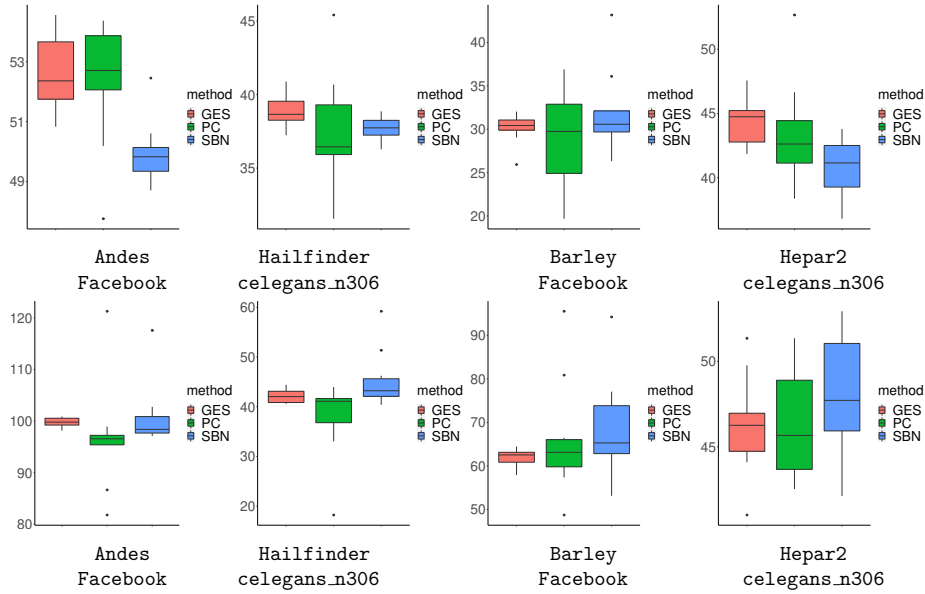 53
51
49
method
GES
PC
SBN
45
40
35
method
GES
PC
SBN
40
35
30
25
20
method
GES
PC
SBN
50
45
40
method
GES
PC
SBN
Andes
Facebook
Hailfinder
celegans_n306
Barley
Facebook
Hepar2
celegans_n306
120
110
100
90
80
method
GES
PC
SBN
60
50
40
30
20
method
GES
PC
SBN
90
80
70
60
50
method
GES
PC
SBN
50
45
method
GES
PC
SBN
Andes
Facebook
Hailfinder
celegans_n306
Barley
Facebook
Hepar2
celegans_n306